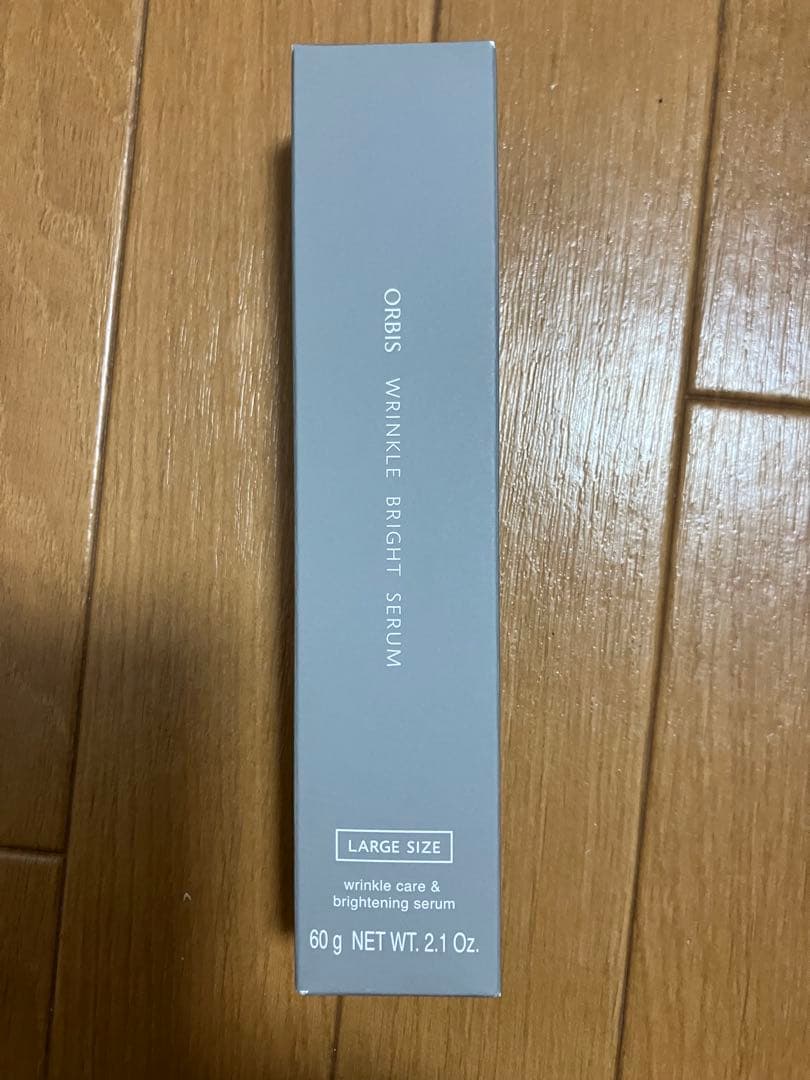 ORBIS WRINKLE BRIGHT SERUM
LARGE SIZE
wrinkle care &
brightening serum
60 g NET WT. 2.1 Oz.